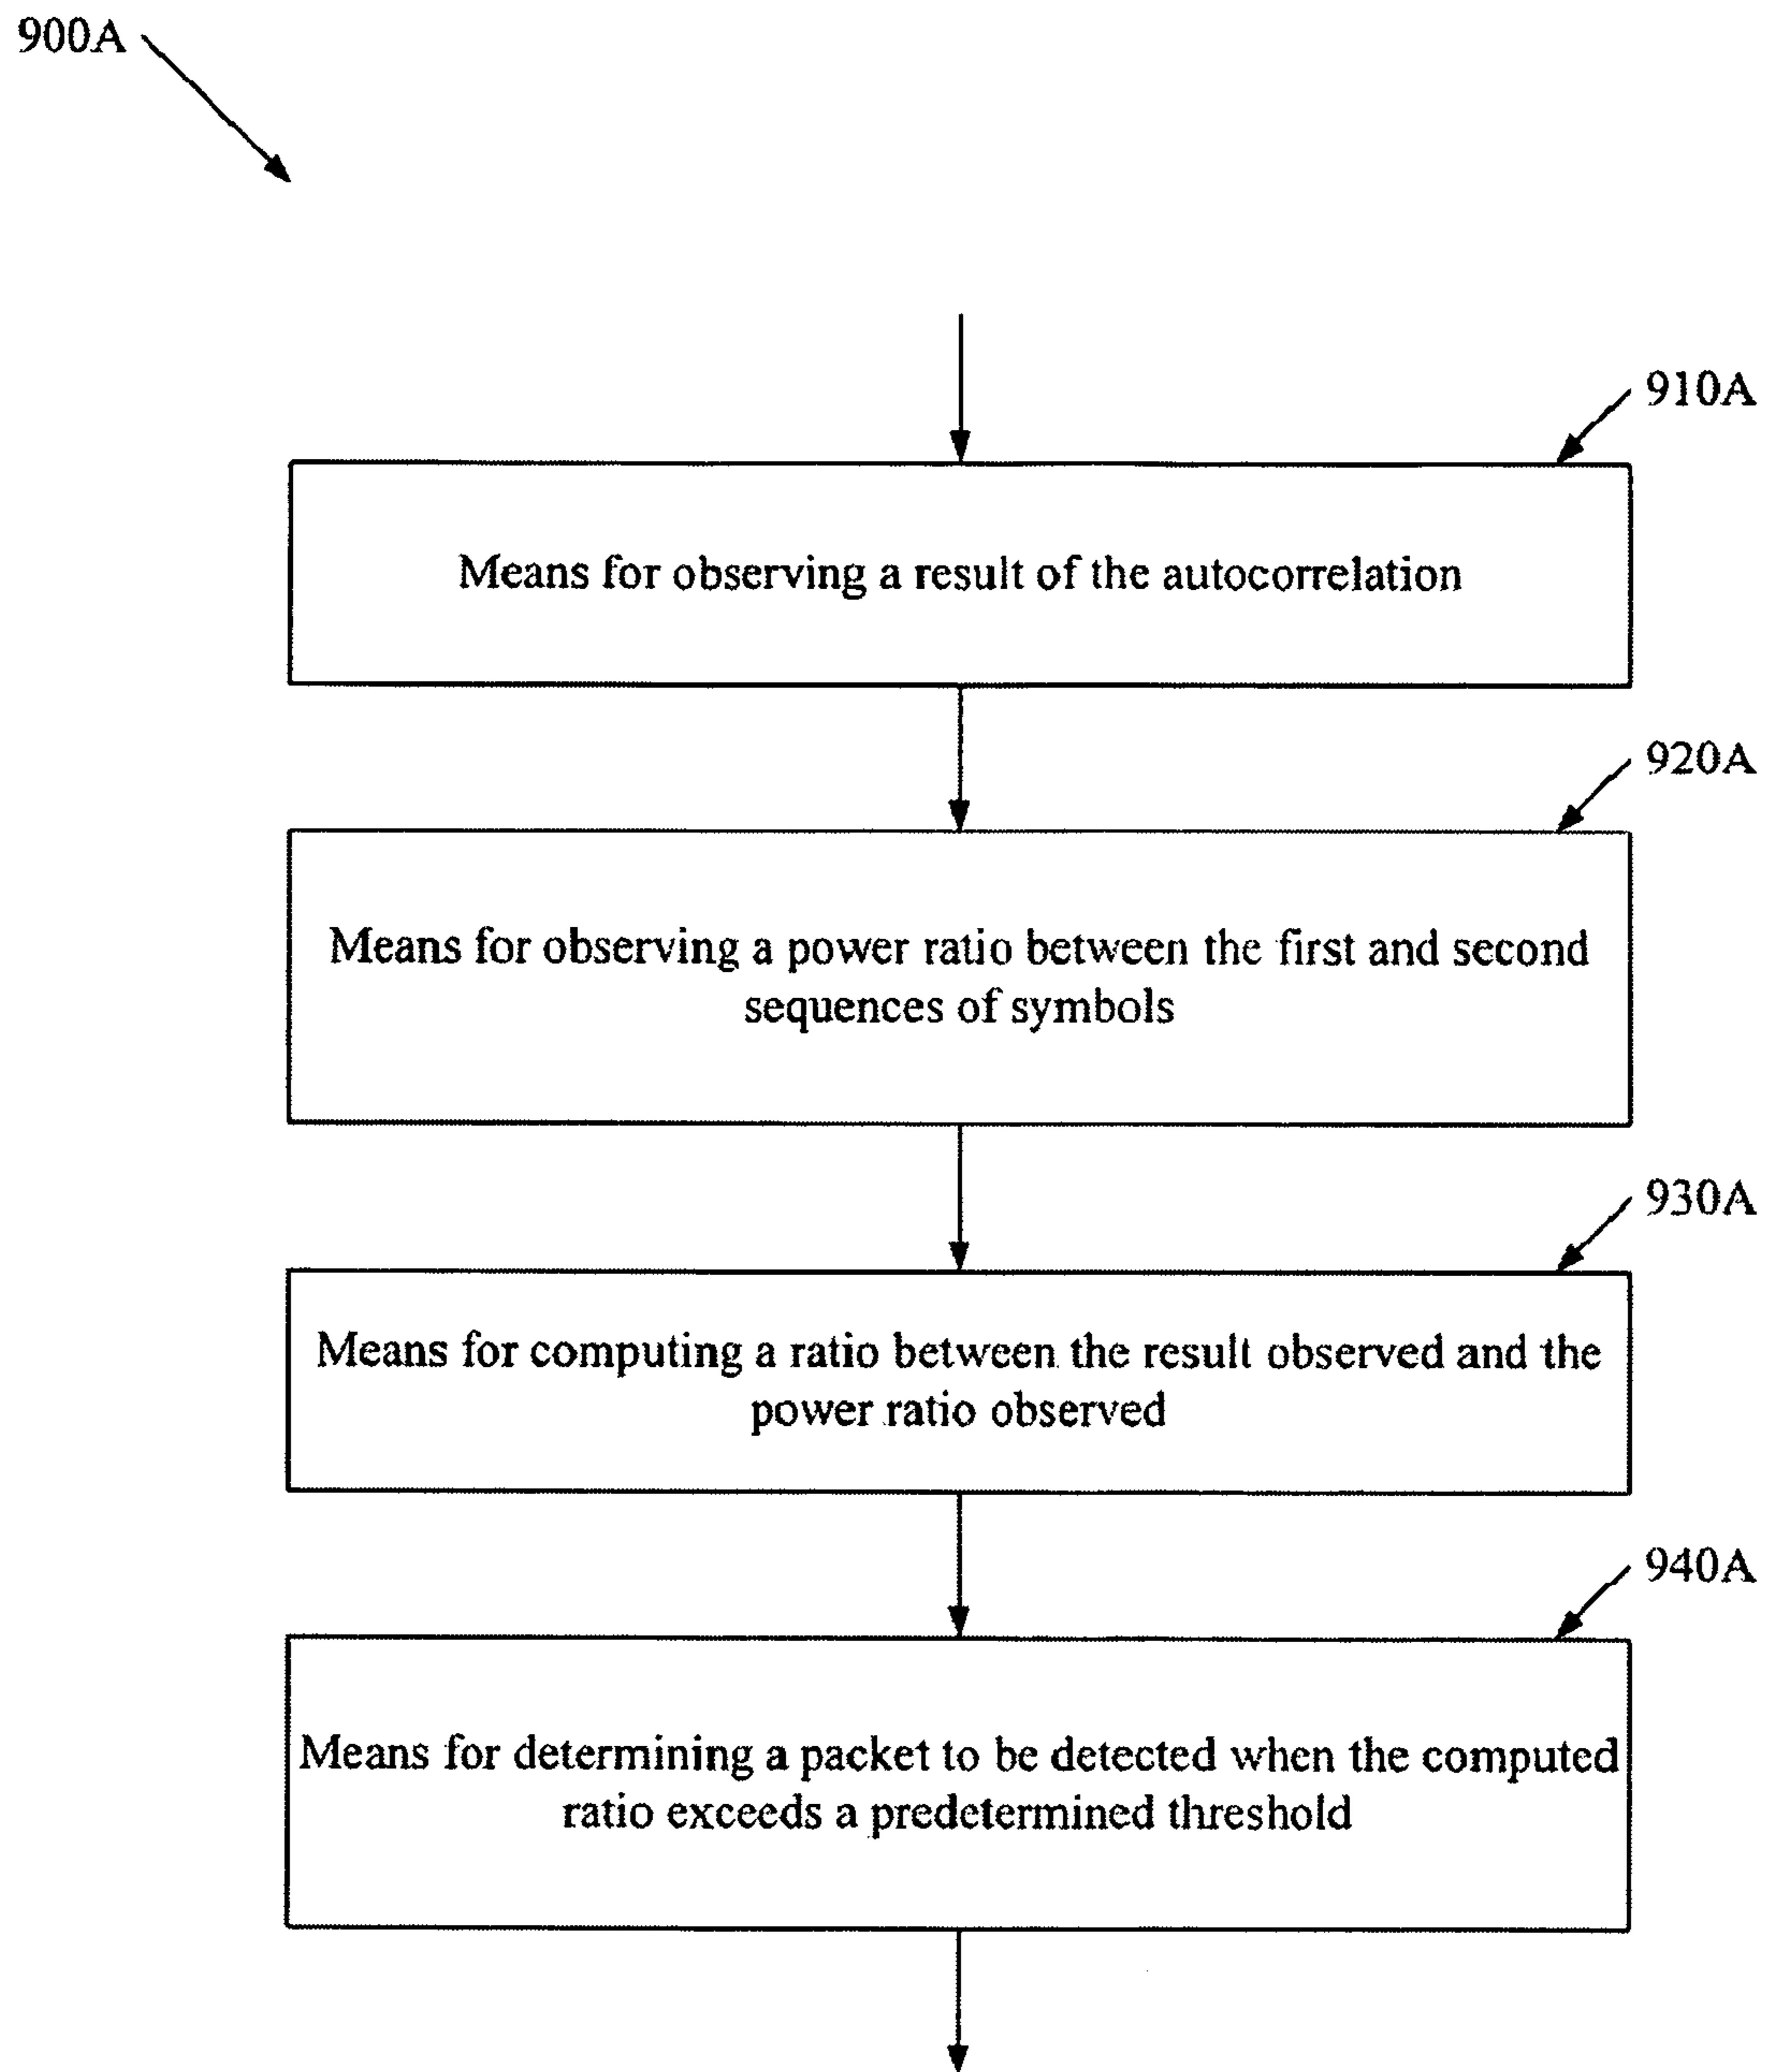 900A
910A
Means for observing a result of the autocorrelation
920A
Means for observing a power ratio between the first and second
sequences of symbols
930A
Means for computing a ratio between the result observed and the
power ratio observed
940A
Means for determining a packet to be detected when the computed
ratio exceeds a predetermined threshold